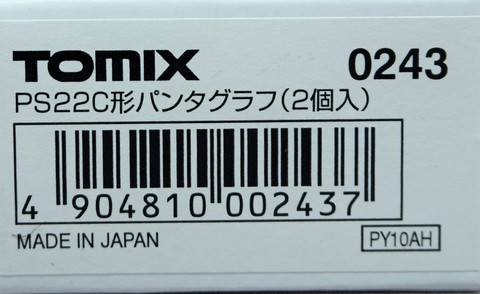 TOMIX 0243
PS22C形パンタグラフ(2個入)
4 904810 002437
MADE IN JAPAN PY10AH